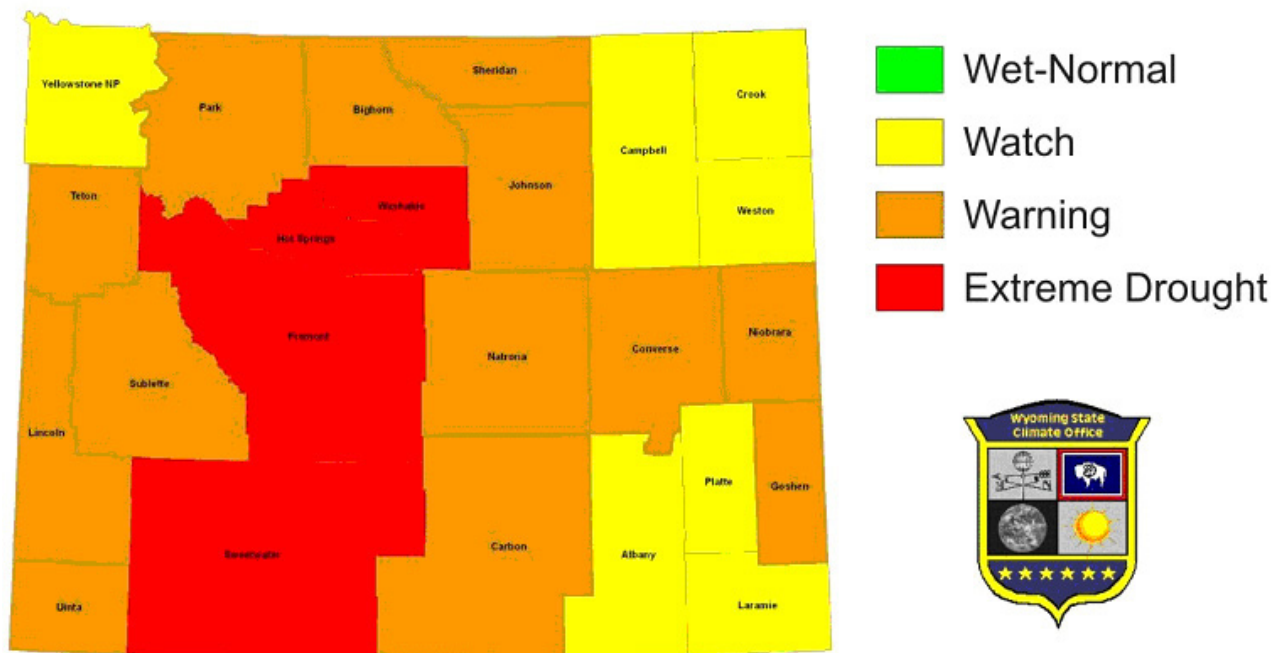 Yellowstone NP
Park
Bighorn
Sheridan
Campbell
Crook
Teton
Washakie
Johnson
Weston
Hot Springs
Fremont
Natrona
Converse
Niobrara
Sublette
Lincoln
Platte
Goshen
Sweetwater
Carbon
Albany
Uinta
Laramie
Wet-Normal
Watch
Warning
Extreme Drought
Wyoming State
Climate Office